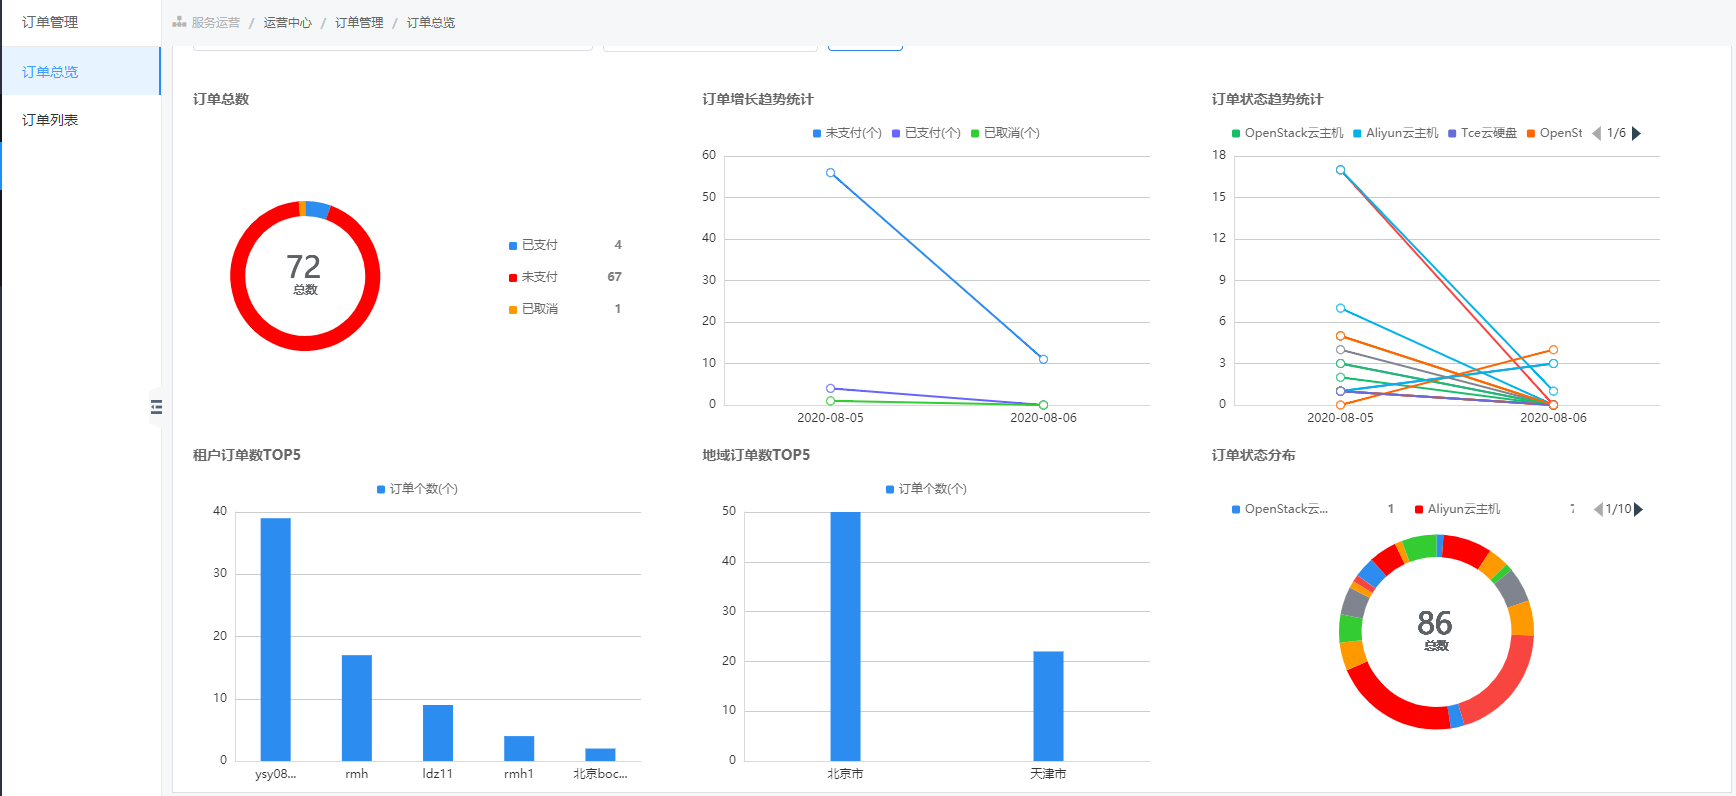 订单管理
服务运营 / 运营中心 / 订单管理 / 订单总览
订单总览
订单列表
订单总数
72
总数
已支付 4
未支付 67
已取消 1
订单增长趋势统计
未支付(个) 已支付(个) 已取消(个)
60
50
40
30
20
10
0
2020-08-05 2020-08-06
订单状态趋势统计
OpenStack云主机 Aliyun云主机 Tce云硬盘 OpenSt 1/6
18
15
12
9
6
3
0
2020-08-05 2020-08-06
租户订单数TOP5
订单个数(个)
40
30
20
10
0
ysy08... rmh ldz11 rmh1 北京boc...
地域订单数TOP5
订单个数(个)
50
40
30
20
10
0
北京市 天津市
订单状态分布
OpenStack云... 1 Aliyun云主机 1/10
86
总数